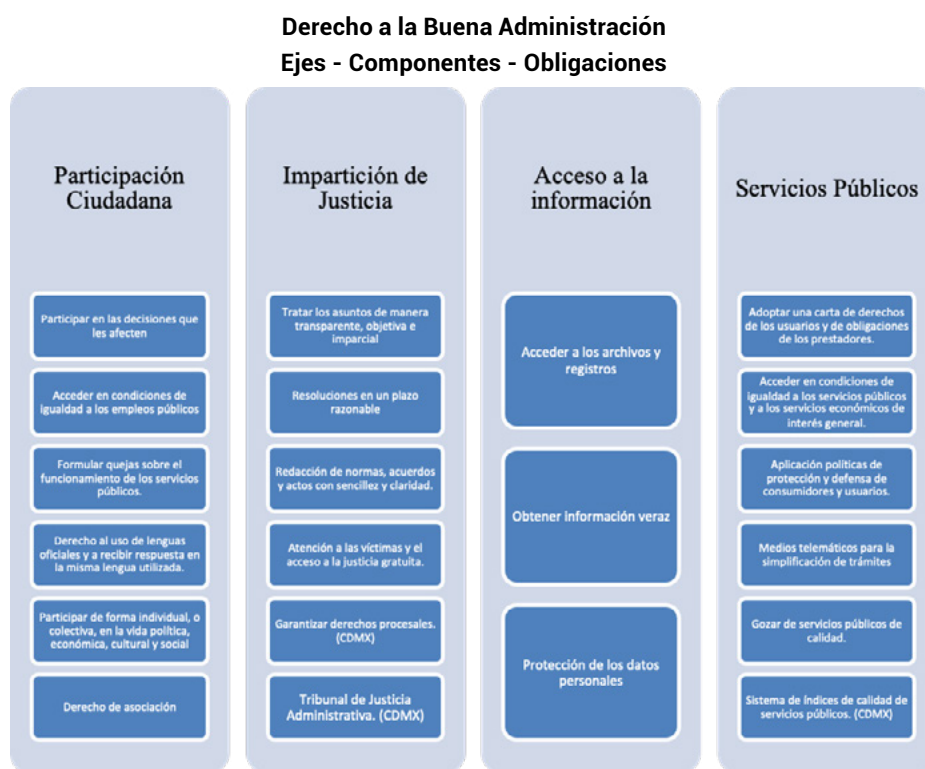 Derecho a la Buena Administración
Ejes - Componentes - Obligaciones
Participación
Ciudadana
Participar en las decisiones que
les afecten
Acceder en condiciones de
igualdad a los empleos públicos
Formular quejas sobre el
funcionamiento de los servicios
públicos.
Derecho al uso de lenguas
oficiales y a recibir respuesta en
la misma lengua utilizada.
Participar de forma individual, o
colectiva, en la vida política,
económica, cultural y social
Derecho de asociación
Impartición de
Justicia
Tratar los asuntos de manera
transparente, objetiva e
imparcial
Resoluciones en un plazo
razonable
Redacción de normas, acuerdos
y actos con sencillez y claridad.
Atención a las víctimas y el
acceso a la justicia gratuita.
Garantizar derechos procesales.
(CDMX)
Tribunal de Justicia
Administrativa. (CDMX)
Acceso a la
información
Acceder a los archivos y
registros
Obtener información veraz
Protección de los datos
personales
Servicios Públicos
Adoptar una carta de derechos
de los usuarios y de obligaciones
de los prestadores.
Acceder en condiciones de
igualdad a los servicios públicos
y a los servicios económicos de
interés general.
Aplicación políticas de
protección y defensa de
consumidores y usuarios.
Medios telemáticos para la
simplificación de trámites
Gozar de servicios públicos de
calidad.
Sistema de índices de calidad de
servicios públicos. (CDMX)